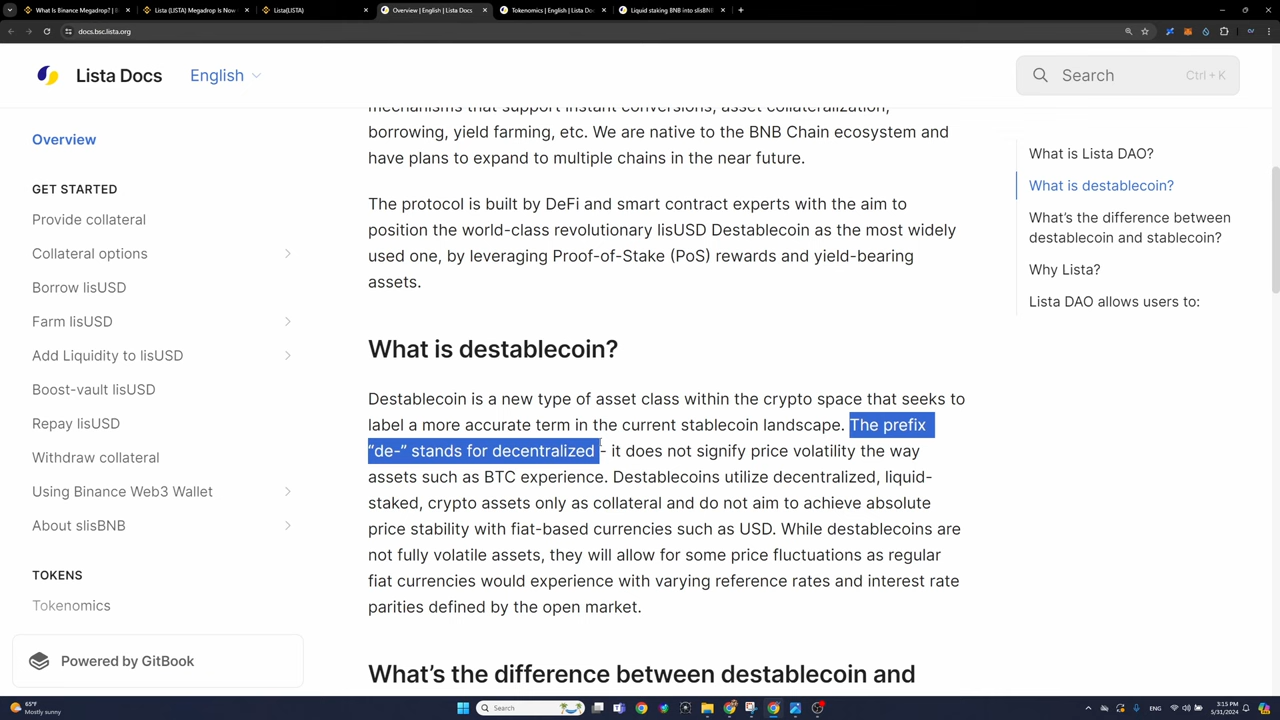 What Is Binance Megadrop? | B
Lista (LISTA) Megadrop Is Now
Lista(LISTA)
Overview | English | Lista Docs
Tokenomics | English | Lista Doc
Liquid staking BNB into slisBN
docs.bsc.lista.org
Lista Docs
English
Search
Ctrl + K
Overview
GET STARTED
Provide collateral
Collateral options
Borrow lisUSD
Farm lisUSD
Add Liquidity to lisUSD
Boost-vault lisUSD
Repay lisUSD
Withdraw collateral
Using Binance Web3 Wallet
About slisBNB
TOKENS
Tokenomics
Powered by GitBook
mechanisms that support instant conversions, asset collateralization,
borrowing, yield farming, etc. We are native to the BNB Chain ecosystem and
have plans to expand to multiple chains in the near future.
The protocol is built by DeFi and smart contract experts with the aim to
position the world-class revolutionary lisUSD Destablecoin as the most widely
used one, by leveraging Proof-of-Stake (PoS) rewards and yield-bearing
assets.
What is destablecoin?
Destablecoin is a new type of asset class within the crypto space that seeks to
label a more accurate term in the current stablecoin landscape. The prefix
“de-” stands for decentralized - it does not signify price volatility the way
assets such as BTC experience. Destablecoins utilize decentralized, liquid-
staked, crypto assets only as collateral and do not aim to achieve absolute
price stability with fiat-based currencies such as USD. While destablecoins are
not fully volatile assets, they will allow for some price fluctuations as regular
fiat currencies would experience with varying reference rates and interest rate
parities defined by the open market.
What’s the difference between destablecoin and
What is Lista DAO?
What is destablecoin?
What’s the difference between
destablecoin and stablecoin?
Why Lista?
Lista DAO allows users to:
65°F
Mostly sunny
Search
ENG
3:15 PM
5/31/2024